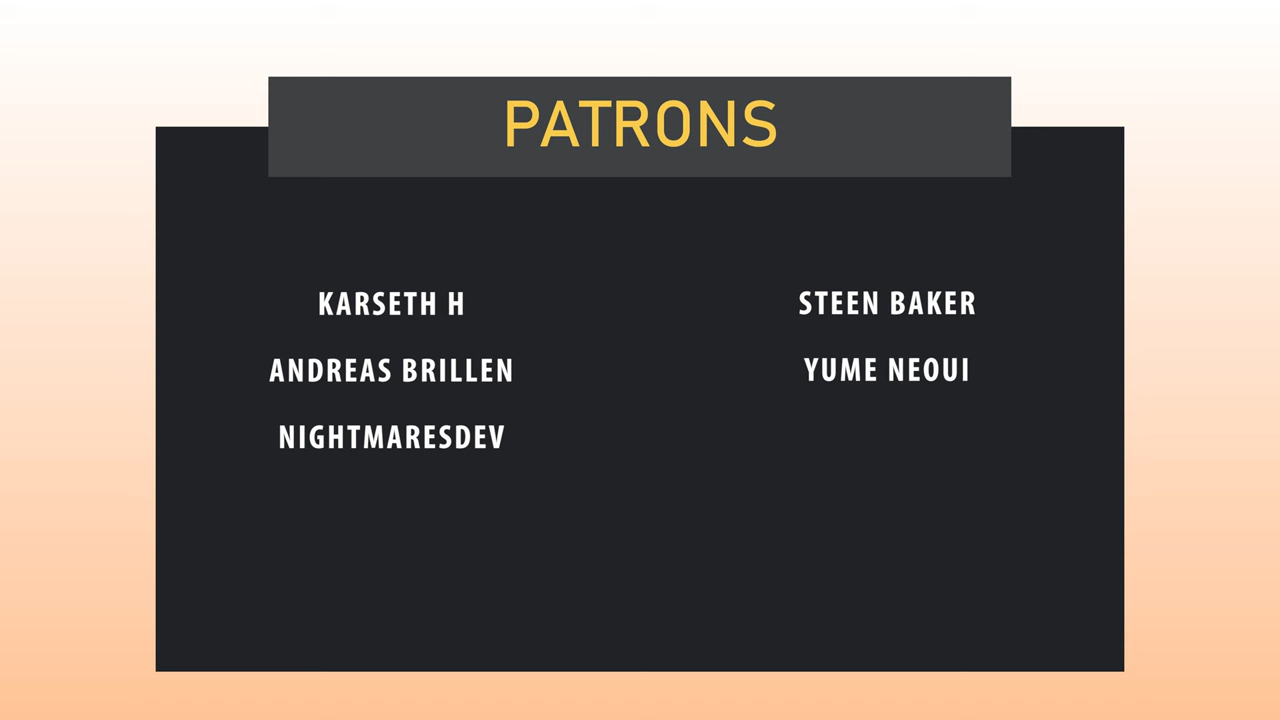 PATRONS
KARSETH H
ANDREAS BRILLEN
NIGHTMARESDEV
STEEN BAKER
YUME NEOUI